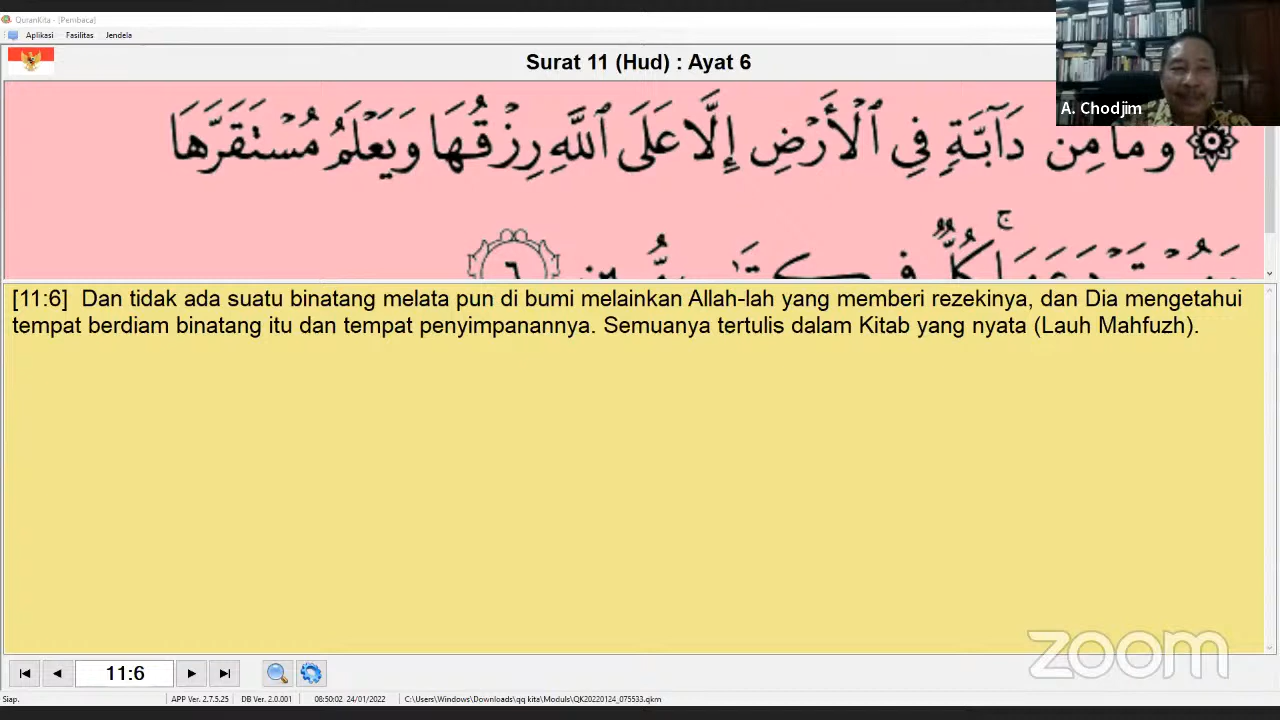 QuranKita - [Pembaca]
Aplikasi Fasilitas Jendela
Surat 11 (Hud) : Ayat 6
A. Chodjim
۞ وَمَا مِن دَآبَّةٍ فِي ٱلۡأَرۡضِ إِلَّا عَلَى ٱللَّهِ رِزۡقُهَا وَيَعۡلَمُ مُسۡتَقَرَّهَا
[11:6] Dan tidak ada suatu binatang melata pun di bumi melainkan Allah-lah yang memberi rezekinya, dan Dia mengetahui
tempat berdiam binatang itu dan tempat penyimpanannya. Semuanya tertulis dalam Kitab yang nyata (Lauh Mahfuzh).
zoom
11:6
Siap. APP Ver. 2.7.5.25 DB Ver. 2.0.001 08:50:02 24/01/2022 C:\Users\Windows\Downloads\qq kita\Moduls\QK20220124_075533.qkm